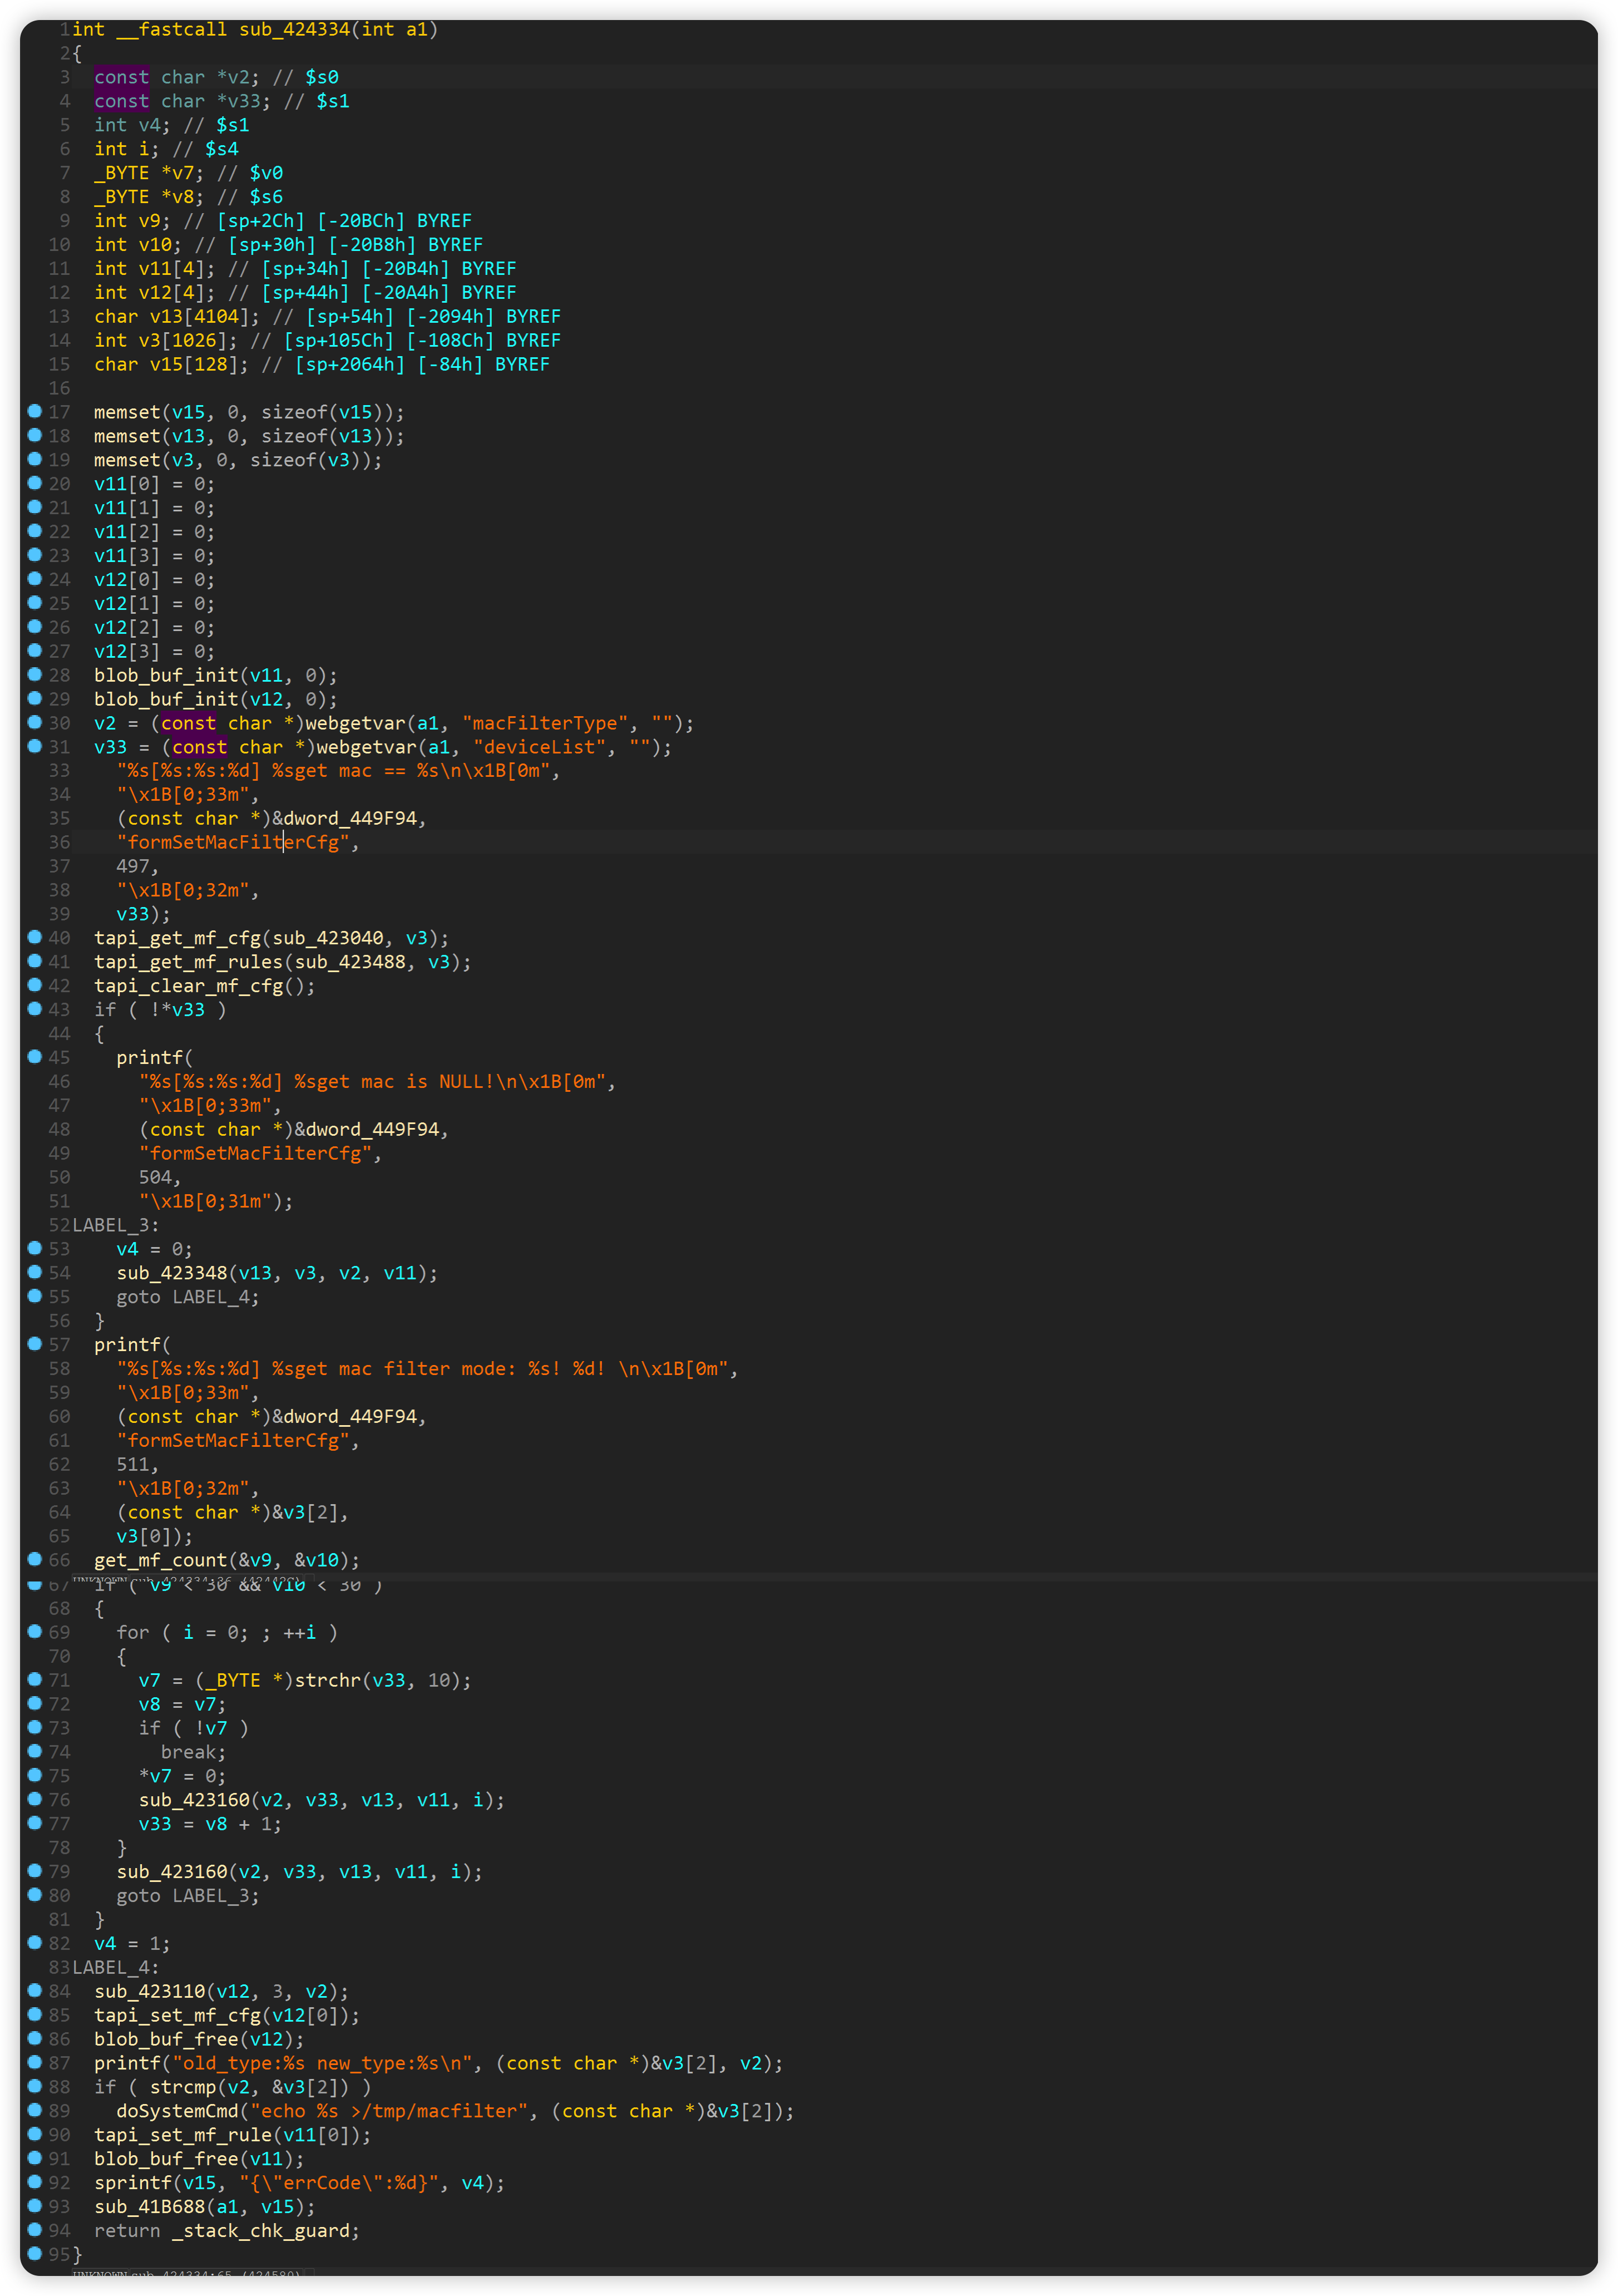 1 int __fastcall sub_424334(int a1)
2 {
3 const char *v2; // $s0
4 const char *v33; // $s1
5 int v4; // $s1
6 int i; // $s4
7 _BYTE *v7; // $v0
8 _BYTE *v8; // $s6
9 int v9; // [sp+2Ch] [-20BCh] BYREF
10 int v10; // [sp+30h] [-20B8h] BYREF
11 int v11[4]; // [sp+34h] [-20B4h] BYREF
12 int v12[4]; // [sp+44h] [-20A4h] BYREF
13 char v13[4104]; // [sp+54h] [-2094h] BYREF
14 int v3[1026]; // [sp+105Ch] [-108Ch] BYREF
15 char v15[128]; // [sp+2064h] [-84h] BYREF
16
17 memset(v15, 0, sizeof(v15));
18 memset(v13, 0, sizeof(v13));
19 memset(v3, 0, sizeof(v3));
20 v11[0] = 0;
21 v11[1] = 0;
22 v11[2] = 0;
23 v11[3] = 0;
24 v12[0] = 0;
25 v12[1] = 0;
26 v12[2] = 0;
27 v12[3] = 0;
28 blob_buf_init(v11, 0);
29 blob_buf_init(v12, 0);
30 v2 = (const char *)webgetvar(a1, "macFilterType", "");
31 v33 = (const char *)webgetvar(a1, "deviceList", "");
33 "%s[%s:%s:%d] %sget mac == %s\n\x1B[0m",
34 "\x1B[0;33m",
35 (const char *)&dword_449F94,
36 "formSetMacFilterCfg",
37 497,
38 "\x1B[0;32m",
39 v33);
40 tapi_get_mf_cfg(sub_423040, v3);
41 tapi_get_mf_rules(sub_423488, v3);
42 tapi_clear_mf_cfg();
43 if ( !*v33 )
44 {
45 printf(
46 "%s[%s:%s:%d] %sget mac is NULL!\n\x1B[0m",
47 "\x1B[0;33m",
48 (const char *)&dword_449F94,
49 "formSetMacFilterCfg",
50 504,
51 "\x1B[0;31m");
52 LABEL_3:
53 v4 = 0;
54 sub_423348(v13, v3, v2, v11);
55 goto LABEL_4;
56 }
57 printf(
58 "%s[%s:%s:%d] %sget mac filter mode: %s! %d! \n\x1B[0m",
59 "\x1B[0;33m",
60 (const char *)&dword_449F94,
61 "formSetMacFilterCfg",
62 511,
63 "\x1B[0;32m",
64 (const char *)&v3[2],
65 v3[0]);
66 get_mf_count(&v9, &v10);
67 if ( v9 < 30 && v10 < 30 )
68 {
69 for ( i = 0; ; ++i )
70 {
71 v7 = (_BYTE *)strchr(v33, 10);
72 v8 = v7;
73 if ( !v7 )
74 break;
75 *v7 = 0;
76 sub_423160(v2, v33, v13, v11, i);
77 v33 = v8 + 1;
78 }
79 sub_423160(v2, v33, v13, v11, i);
80 goto LABEL_3;
81 }
82 v4 = 1;
83 LABEL_4:
84 sub_423110(v12, 3, v2);
85 tapi_set_mf_cfg(v12[0]);
86 blob_buf_free(v12);
87 printf("old_type:%s new_type:%s\n", (const char *)&v3[2], v2);
88 if ( strcmp(v2, &v3[2]) )
89 doSystemCmd("echo %s >/tmp/macfilter", (const char *)&v3[2]);
90 tapi_set_mf_rule(v11[0]);
91 blob_buf_free(v11);
92 sprintf(v15, "{\"errCode\":%d}", v4);
93 sub_41B688(a1, v15);
94 return _stack_chk_guard;
95 }